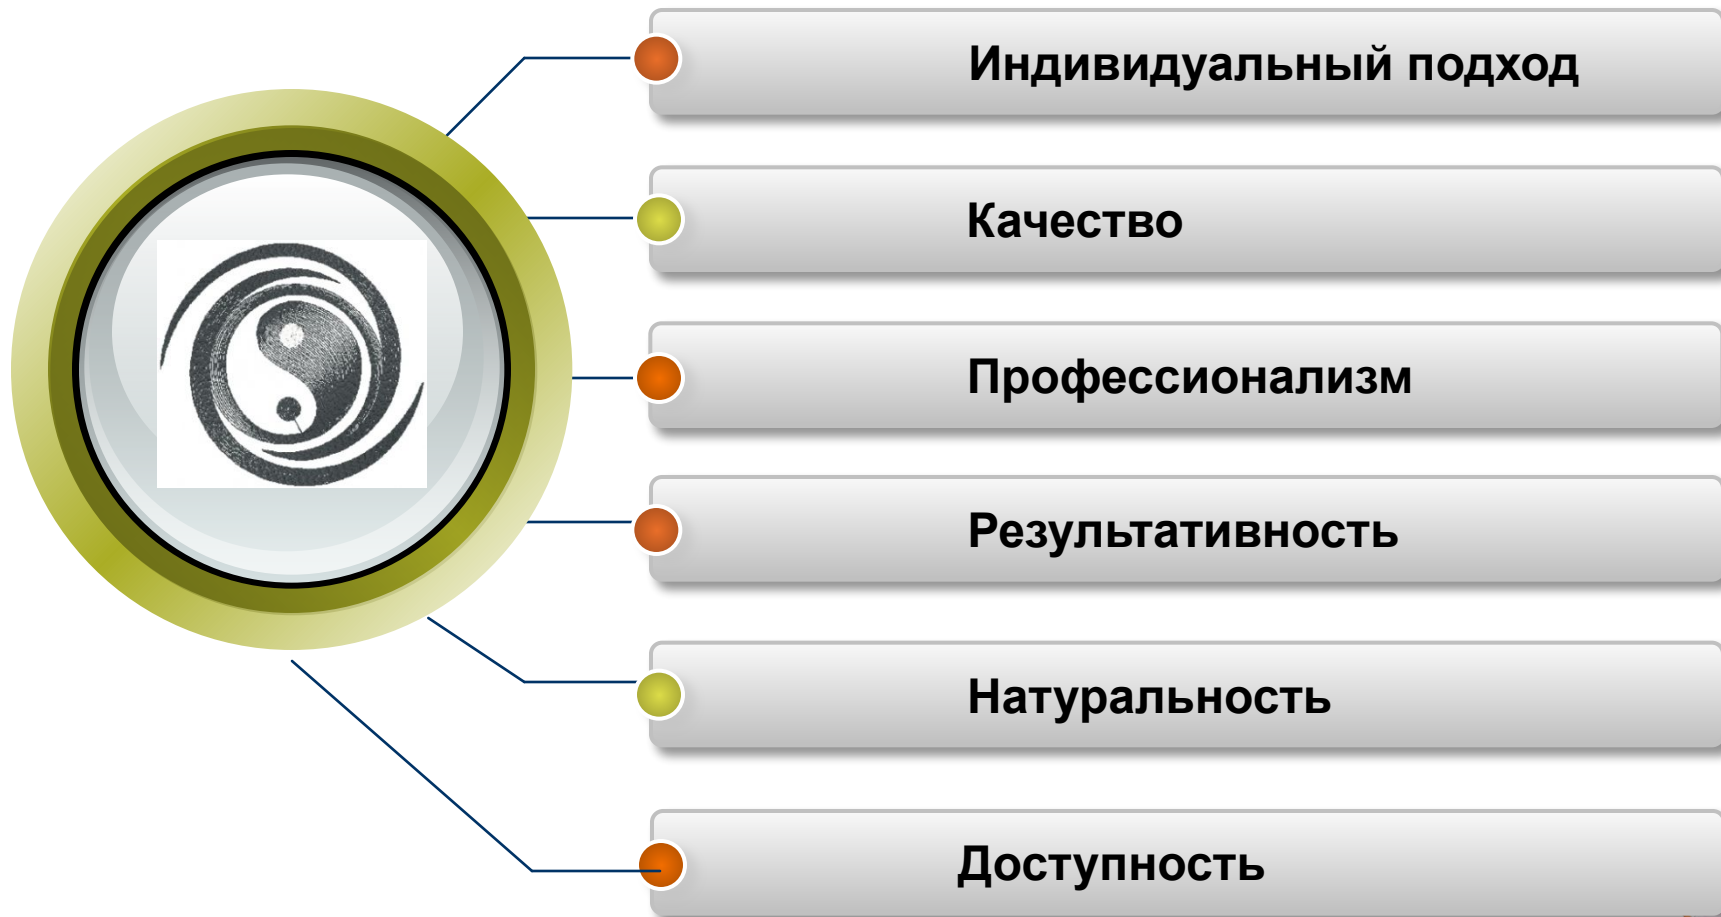 Индивидуальный подход
Качество
Профессионализм
Результативность
Натуральность
Доступность